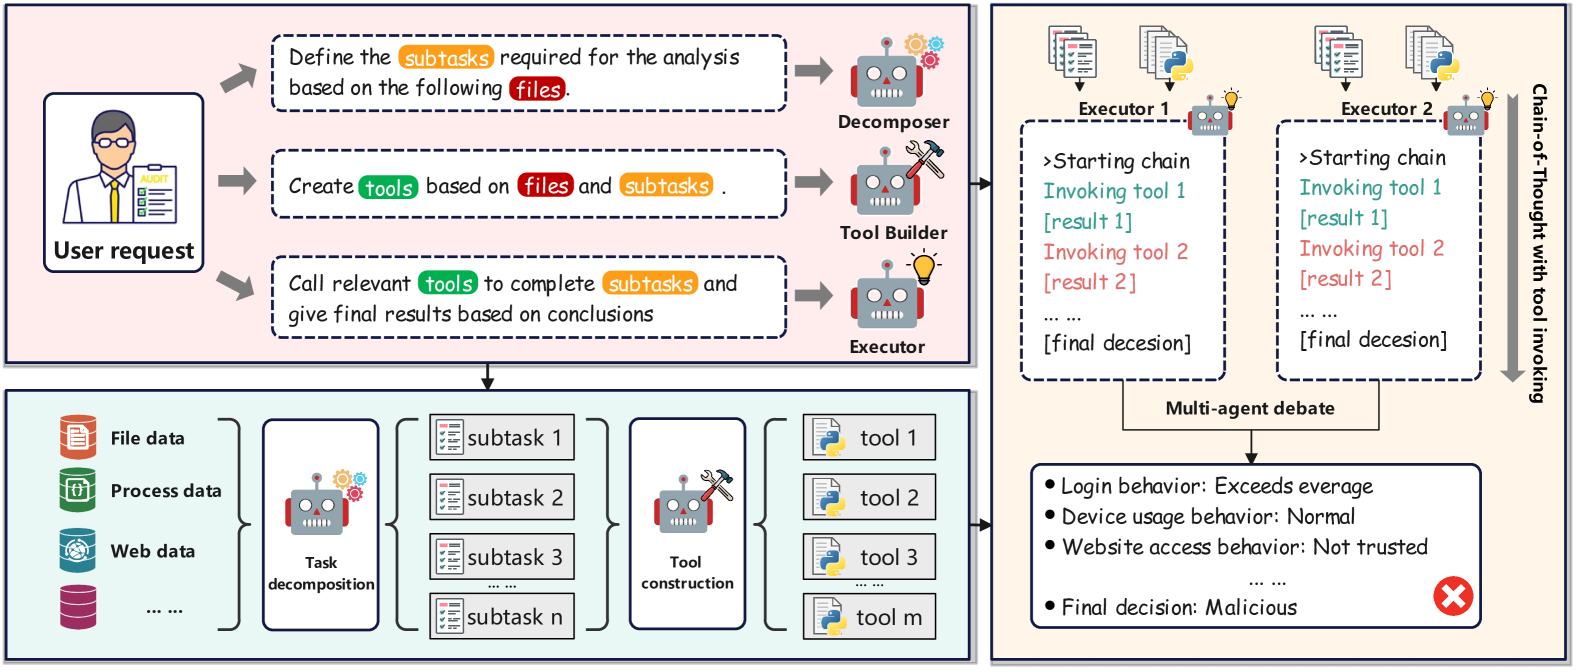 Define the subtasks required for the analysis
based on the following files.
Decomposer
AUDIT
User request
Create tools based on files and subtasks .
Tool Builder
Call relevant tools to complete subtasks and
give final results based on conclusions
Executor
File data
Process data
Web data
... ...
Task
decomposition
subtask 1
subtask 2
subtask 3
... ...
subtask n
Tool
construction
tool 1
tool 2
tool 3
... ...
tool m
Executor 1
>Starting chain
Invoking tool 1
[result 1]
Invoking tool 2
[result 2]
... ...
[final decesion]
Executor 2
>Starting chain
Invoking tool 1
[result 1]
Invoking tool 2
[result 2]
... ...
[final decesion]
Chain-of-Thought with tool invoking
Multi-agent debate
• Login behavior: Exceeds everage
• Device usage behavior: Normal
• Website access behavior: Not trusted
... ...
• Final decision: Malicious